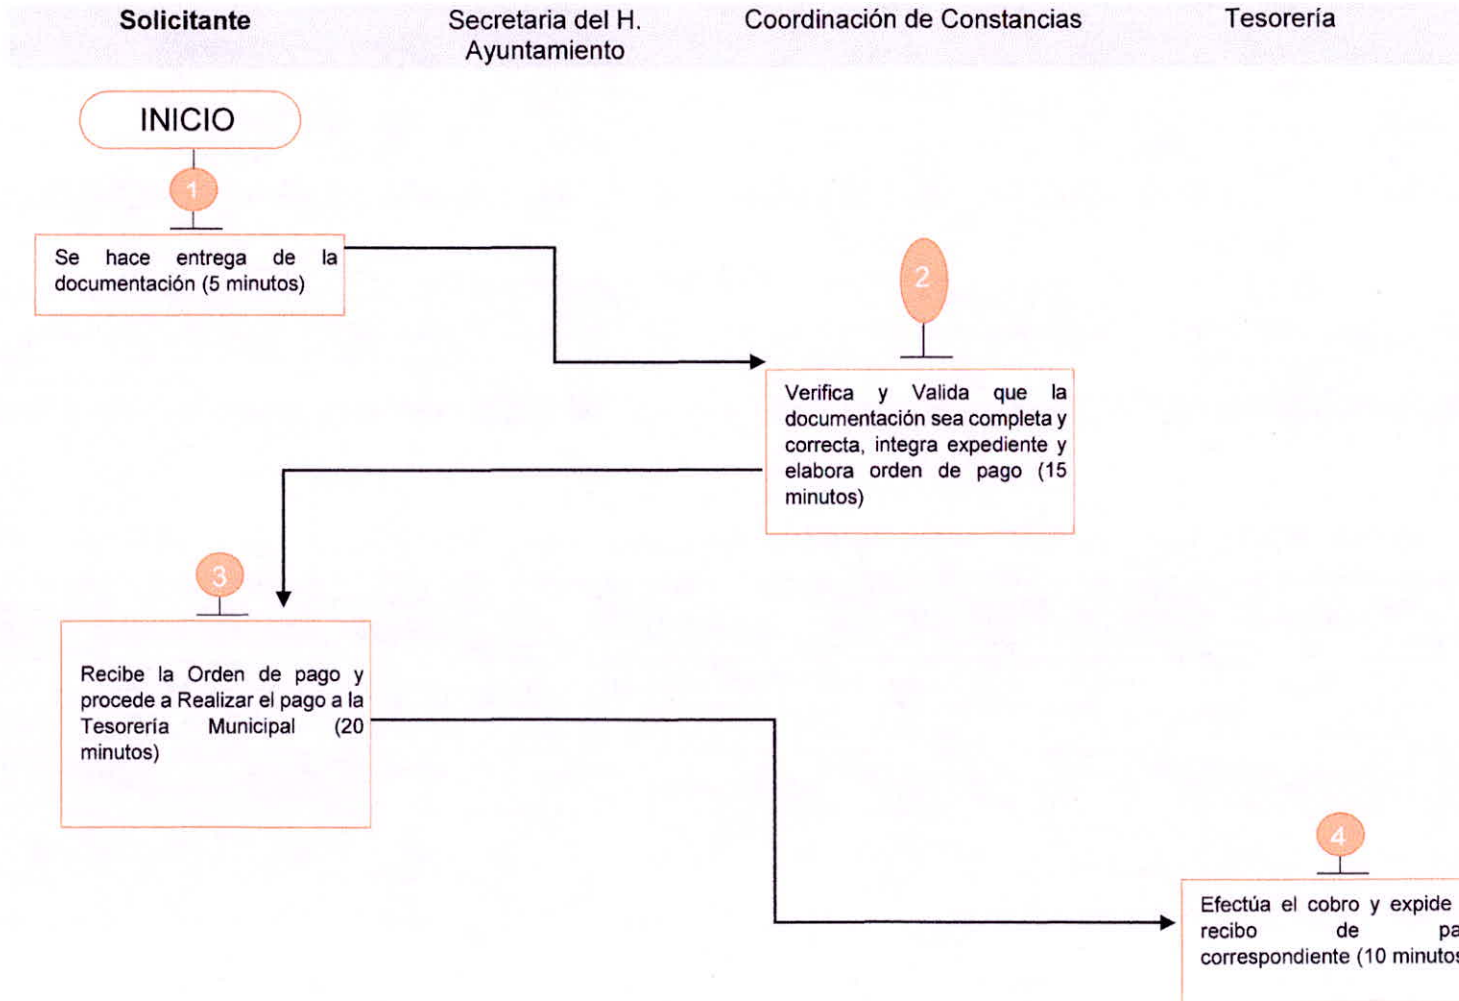 Solicitante
Secretaria del H.
Ayuntamiento
Coordinación de Constancias
Tesorería
INICIO
1
Se hace entrega de la
documentación (5 minutos)
2
Verifica y Valida que la
documentación sea completa y
correcta, integra expediente y
elabora orden de pago (15
minutos)
3
Recibe la Orden de pago y
procede a Realizar el pago a la
Tesorería Municipal (20
minutos)
4
Efectúa el cobro y expide
recibo de pa
correspondiente (10 minutos